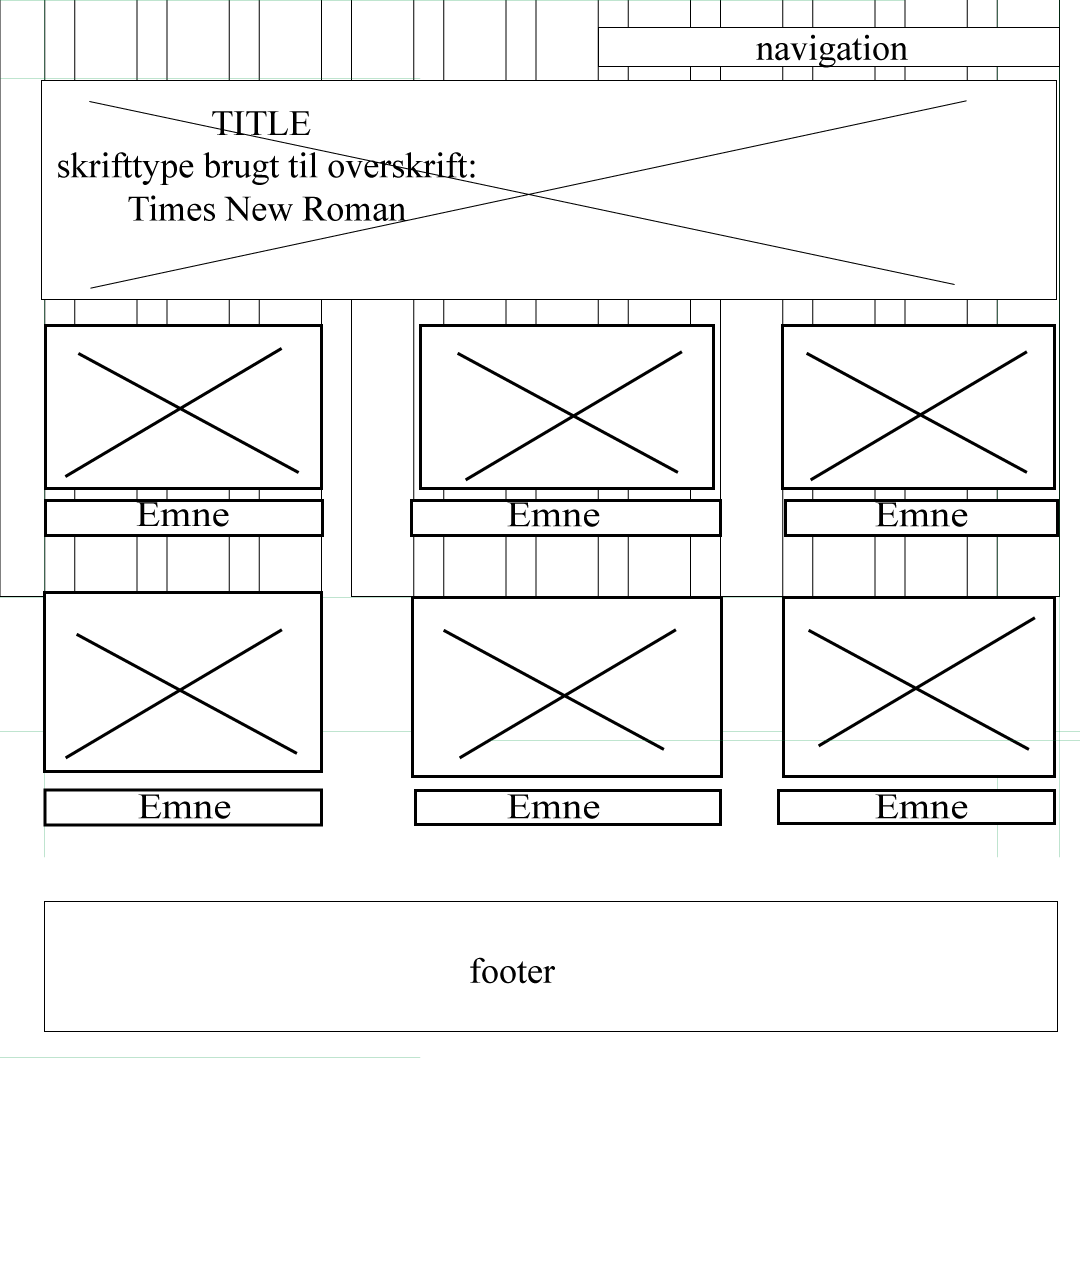 navigation
TITLE
skrifttype brugt til overskrift:
Times New Roman
Emne
Emne
Emne
Emne
Emne
Emne
footer